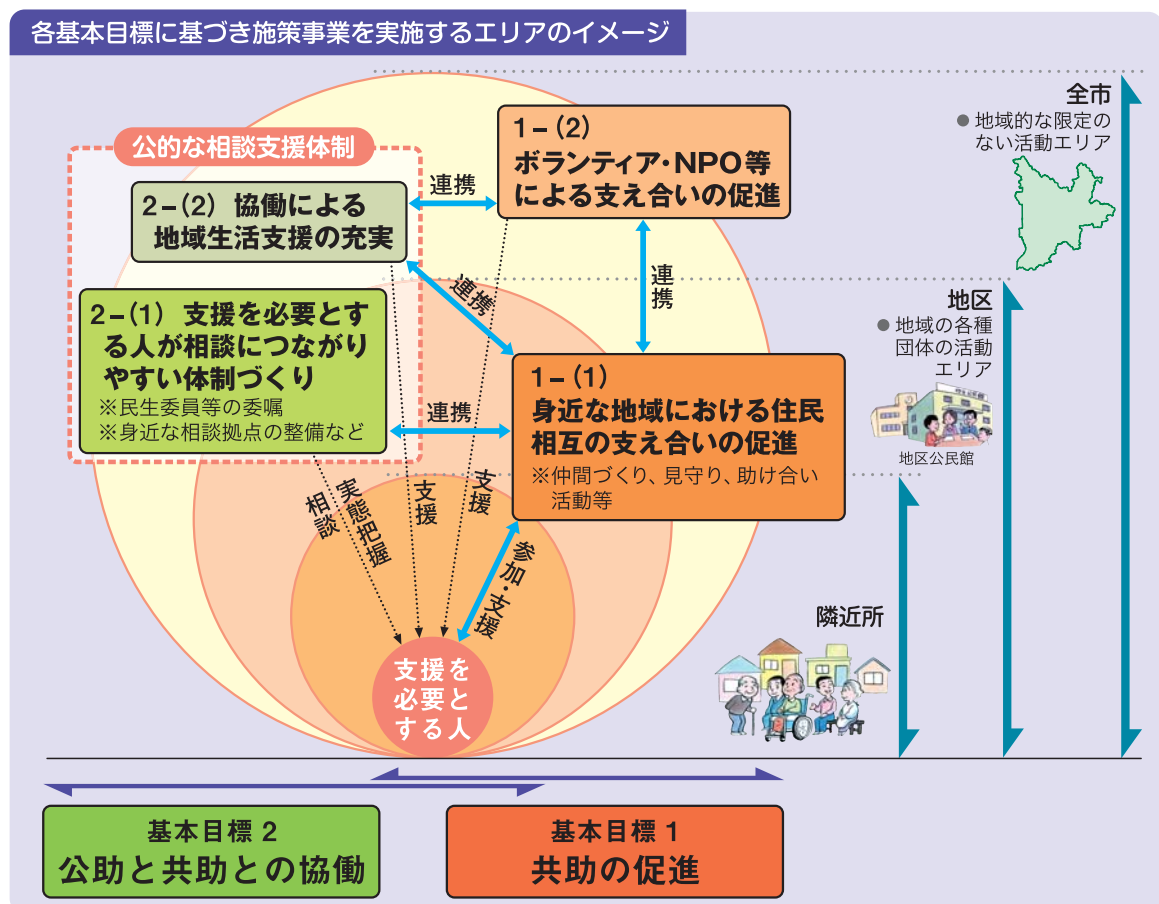 各基本目標に基づき施策事業を実施するエリアのイメージ
全市
● 地域的な限定の
ない活動エリア
公的な相談支援体制
1−(2)
ボランティア・NPO等
による支え合いの促進
連携
2−(2) 協働による
地域生活支援の充実
連携
連携
地区
● 地域の各種
団体の活動
エリア
地区公民館
2−(1) 支援を必要とす
る人が相談につながり
やすい体制づくり
※民生委員等の委嘱
※身近な相談拠点の整備など
連携
1−(1)
身近な地域における住民
相互の支え合いの促進
※仲間づくり、見守り、助け合い
活動等
相談
実態把握
支援
支援
参加・支援
隣近所
支援を
必要と
する人
基本目標 2
公助と共助との協働
基本目標 1
共助の促進